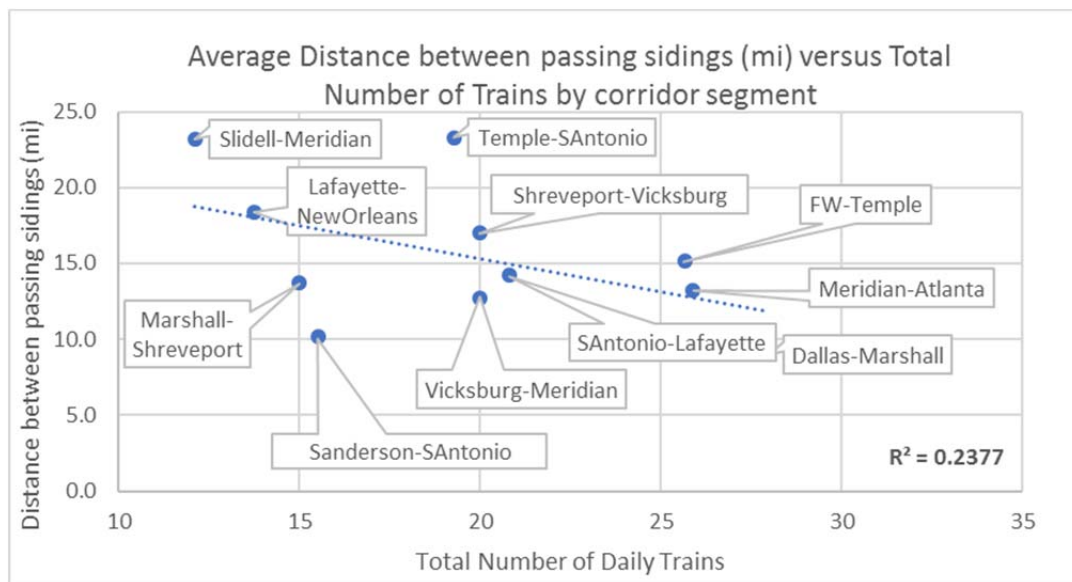 Average Distance between passing sidings (mi) versus Total
Number of Trains by corridor segment
Distance between passing sidings (mi)
25.0
20.0
15.0
10.0
5.0
0.0
Slidell-Meridian
Temple-SAntonio
Lafayette-
NewOrleans
Shreveport-Vicksburg
FW-Temple
Meridian-Atlanta
Marshall-
Shreveport
SAntonio-Lafayette
Dallas-Marshall
Vicksburg-Meridian
Sanderson-SAntonio
R² = 0.2377
10 15 20 25 30 35
Total Number of Daily Trains